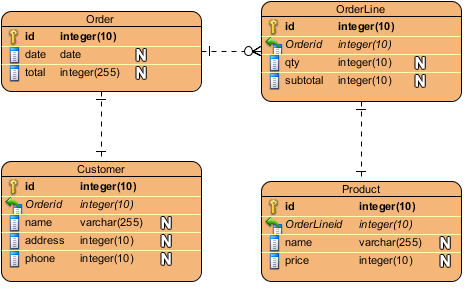 Order
id integer(10)
date date N
total integer(255) N
OrderLine
id integer(10)
Orderid integer(10)
qty integer(10) N
subtotal integer(10) N
Customer
id integer(10)
Orderid integer(10)
name varchar(255) N
address integer(10) N
phone integer(10) N
Product
id integer(10)
OrderLineid integer(10)
name varchar(255) N
price integer(10) N